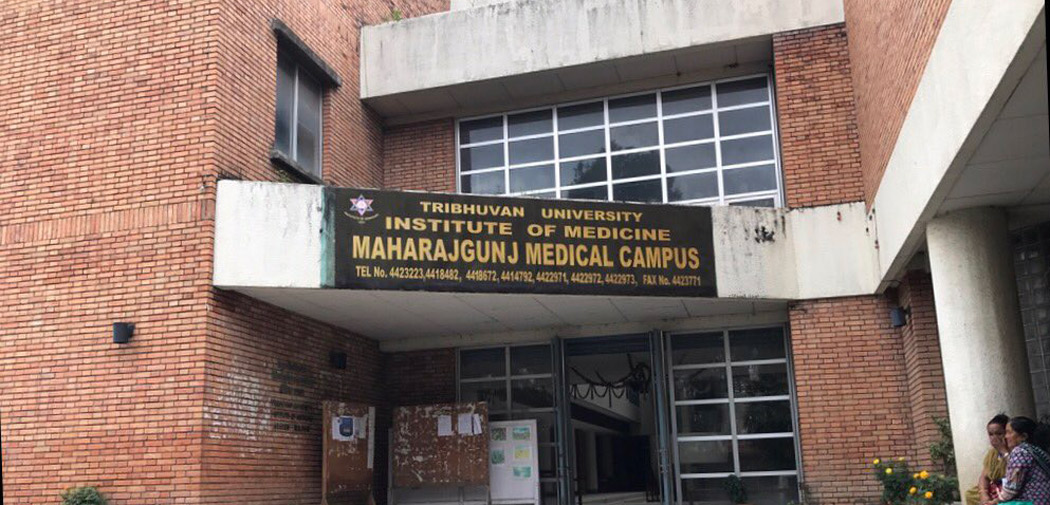 TRIBHUVAN UNIVERSITY
INSTITUTE OF MEDICINE
MAHARAJGUNJ MEDICAL CAMPUS
TEL No. 4423223,4418482, 4418672, 4414792, 4422971, 4422972, 4422973, FAX No. 4423771